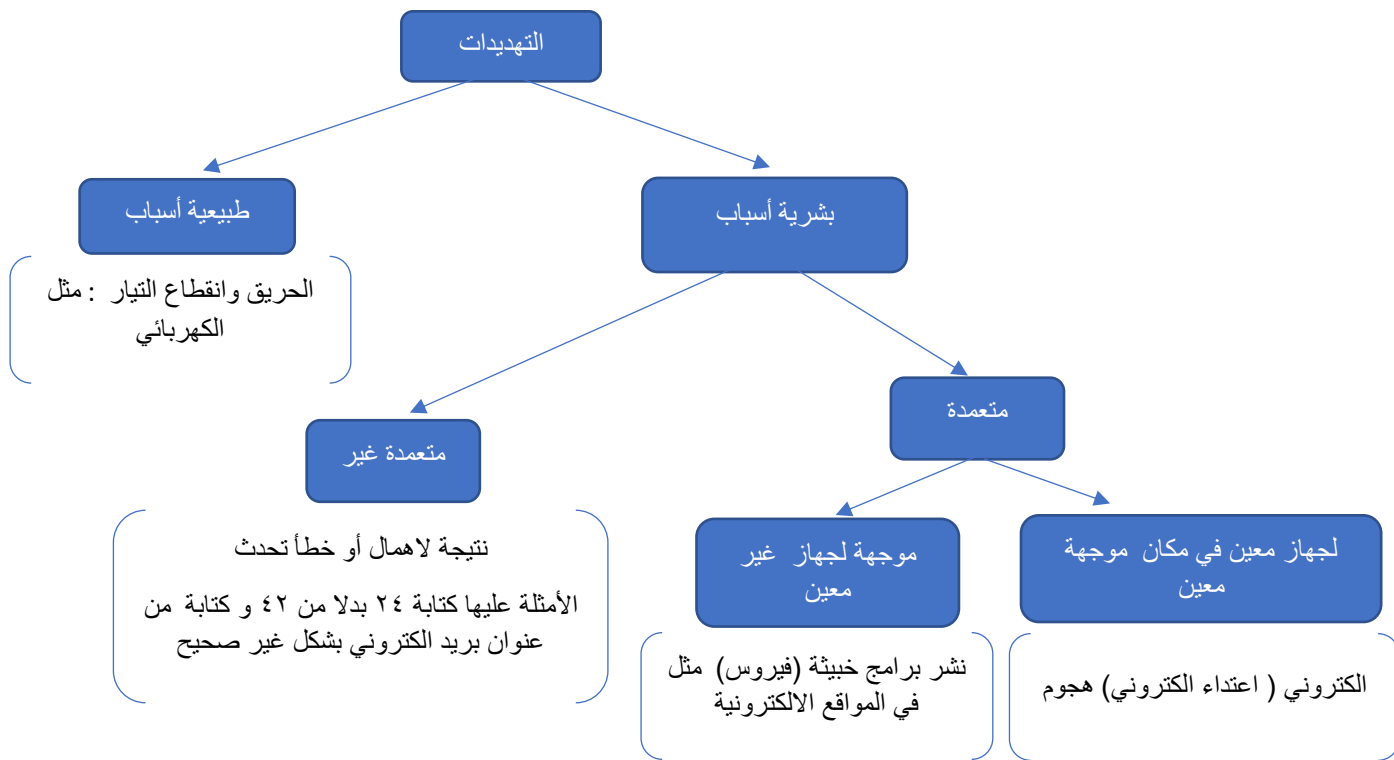 التهديدات
بشرية أسباب
طبيعية أسباب
الحريق وانقطاع التيار : مثل
الكهربائي
متعمدة
متعمدة غير
لجهاز معين في مكان موجهة
معين
موجهة لجهاز غير
معين
نتيجة لاهمال أو خطأ تحدث
الأمثلة عليها كتابة ٢٤ بدلا من ٤٢ و كتابة من
عنوان بريد الكتروني بشكل غير صحيح
الكتروني ( اعتداء الكتروني) هجوم
نشر برامج خبيثة (فيروس) مثل
في المواقع الالكترونية